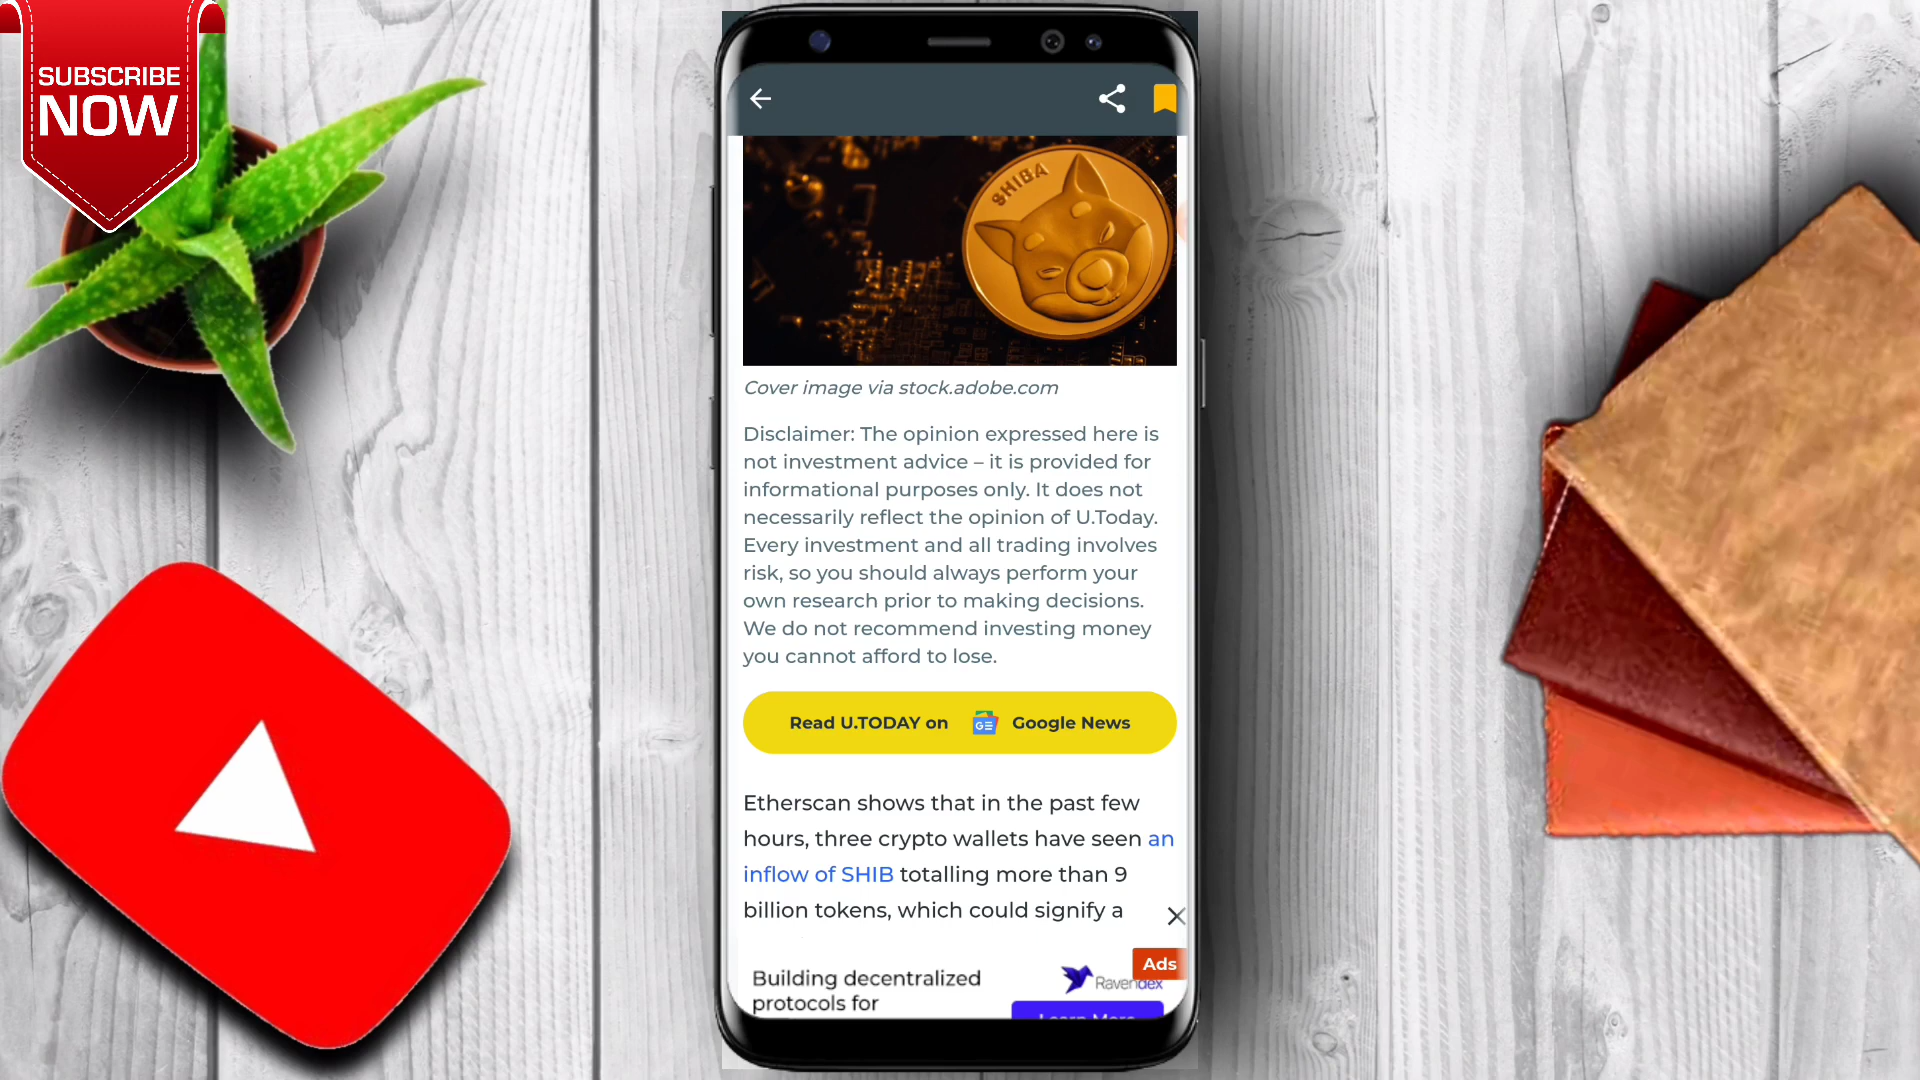 SUBSCRIBE
NOW
SHIBA
Cover image via stock.adobe.com
Disclaimer: The opinion expressed here is
not investment advice – it is provided for
informational purposes only. It does not
necessarily reflect the opinion of U.Today.
Every investment and all trading involves
risk, so you should always perform your
own research prior to making decisions.
We do not recommend investing money
you cannot afford to lose.
Read U.TODAY on GE Google News
Etherscan shows that in the past few
hours, three crypto wallets have seen an
inflow of SHIB totalling more than 9
billion tokens, which could signify a
Ads
Building decentralized
protocols for
Ravendex
Learn More